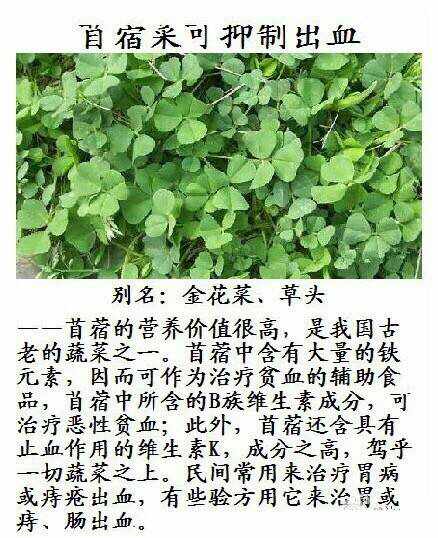 苜蓿菜可抑制出血
别名：金花菜、草头
——苜蓿的营养价值很高，是我国古
老的蔬菜之一。苜蓿中含有大量的铁
元素，因而可作为治疗贫血的辅助食
品，苜蓿中所含的B族维生素成分，可
治疗恶性贫血；此外，苜蓿还含具有
止血作用的维生素K，成分之高，驾乎
一切蔬菜之上。民间常用来治疗胃病
或痔疮出血，有些验方用它来治胃或
痔、肠出血。